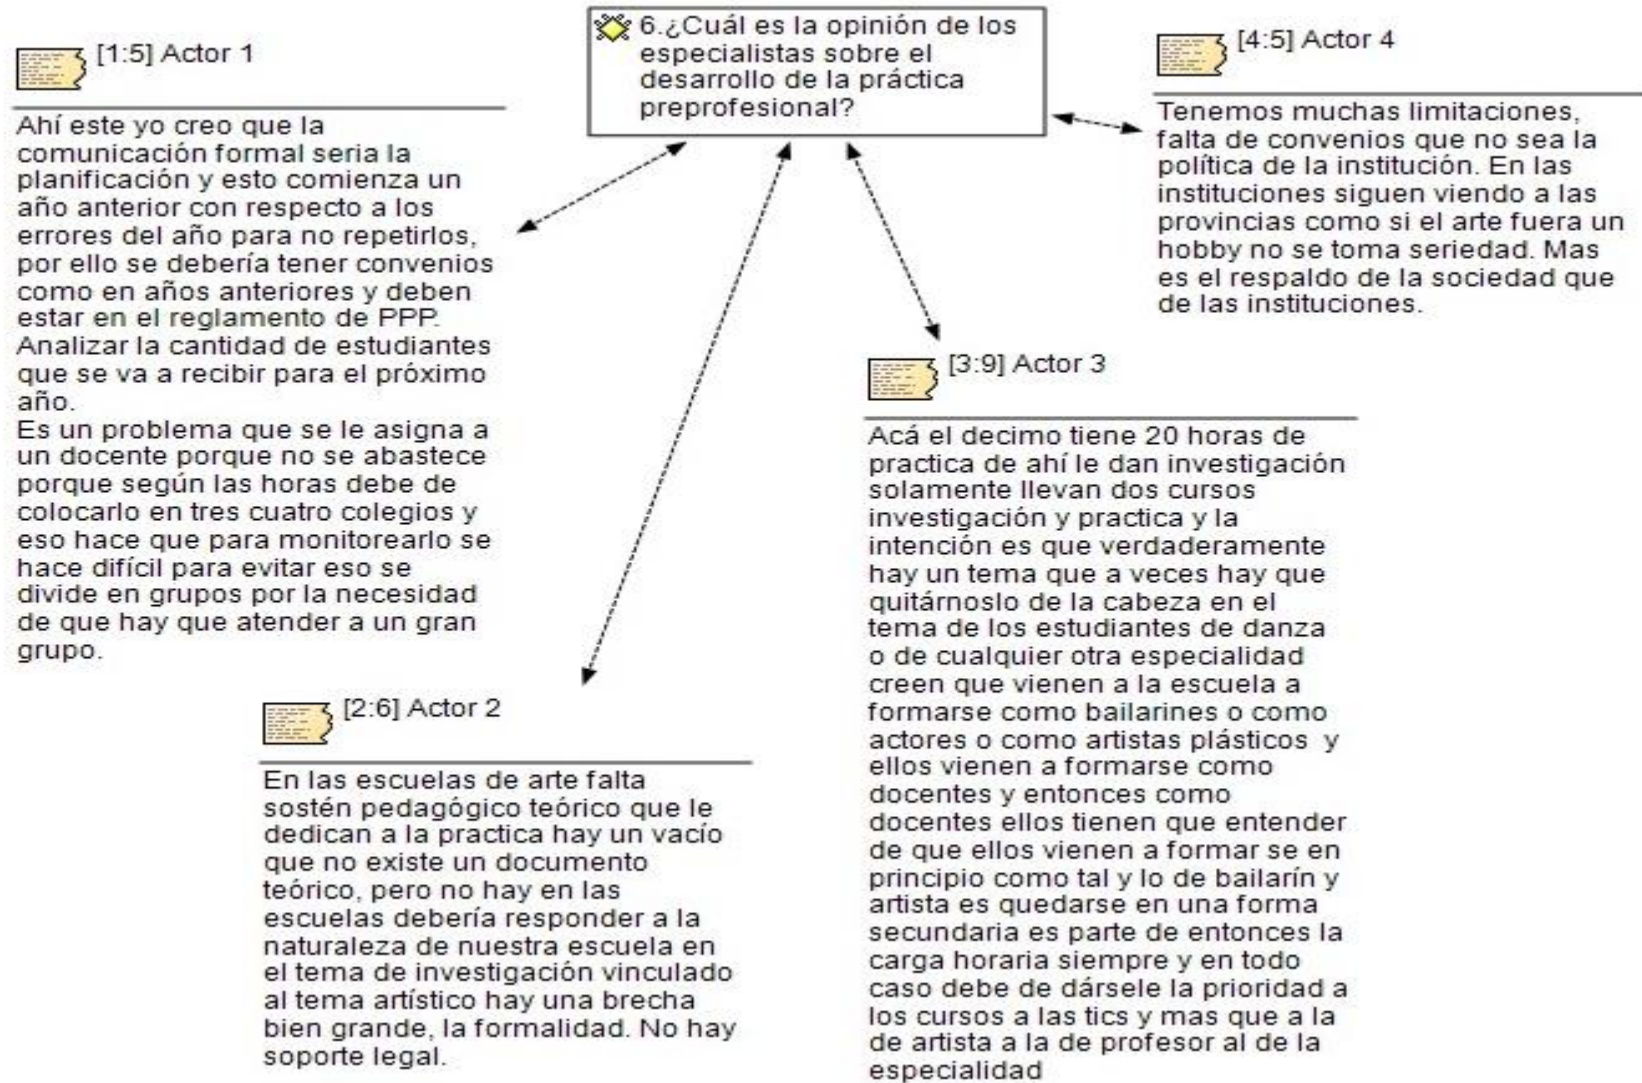 6.¿Cuál es la opinión de los
especialistas sobre el
desarrollo de la práctica
preprofesional?
[1:5] Actor 1
Ahí este yo creo que la
comunicación formal seria la
planificación y esto comienza un
año anterior con respecto a los
errores del año para no repetirlos,
por ello se debería tener convenios
como en años anteriores y deben
estar en el reglamento de PPP.
Analizar la cantidad de estudiantes
que se va a recibir para el próximo
año.
Es un problema que se le asigna a
un docente porque no se abastece
porque según las horas debe de
colocarlo en tres cuatro colegios y
eso hace que para monitorearlo se
hace difícil para evitar eso se
divide en grupos por la necesidad
de que hay que atender a un gran
grupo.
[2:6] Actor 2
En las escuelas de arte falta
sostén pedagógico teórico que le
dedican a la practica hay un vacío
que no existe un documento
teórico, pero no hay en las
escuelas debería responder a la
naturaleza de nuestra escuela en
el tema de investigación vinculado
al tema artístico hay una brecha
bien grande, la formalidad. No hay
soporte legal.
[3:9] Actor 3
Acá el decimo tiene 20 horas de
practica de ahí le dan investigación
solamente llevan dos cursos
investigación y practica y la
intención es que verdaderamente
hay un tema que a veces hay que
quitárnoslo de la cabeza en el
tema de los estudiantes de danza
o de cualquier otra especialidad
creen que vienen a la escuela a
formarse como bailarines o como
actores o como artistas plásticos y
ellos vienen a formarse como
docentes y entonces como
docentes ellos tienen que entender
de que ellos vienen a formar se en
principio como tal y lo de bailarín y
artista es quedarse en una forma
secundaria es parte de entonces la
carga horaria siempre y en todo
caso debe de dársele la prioridad a
los cursos a las tics y mas que a la
de artista a la de profesor al de la
especialidad
[4:5] Actor 4
Tenemos muchas limitaciones,
falta de convenios que no sea la
política de la institución. En las
instituciones siguen viendo a las
provincias como si el arte fuera un
hobby no se toma seriedad. Mas
es el respaldo de la sociedad que
de las instituciones.